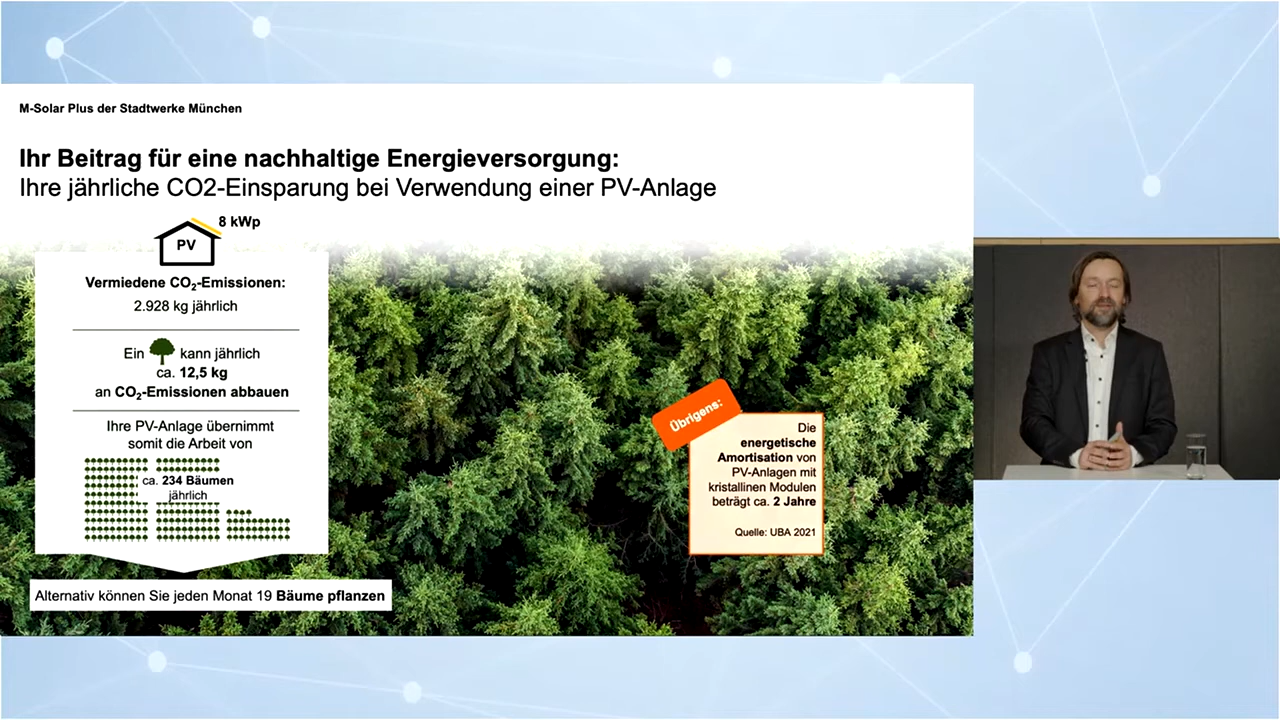 M-Solar Plus der Stadtwerke München
Ihr Beitrag für eine nachhaltige Energieversorgung:
Ihre jährliche CO2-Einsparung bei Verwendung einer PV-Anlage
8 kWp
PV
Vermiedene CO₂-Emissionen:
2.928 kg jährlich
Ein kann jährlich
ca. 12,5 kg
an CO₂-Emissionen abbauen
Ihre PV-Anlage übernimmt
somit die Arbeit von
ca. 234 Bäumen
jährlich
Alternativ können Sie jeden Monat 19 Bäume pflanzen
Übrigens:
Die
energetische
Amortisation von
PV-Anlagen mit
kristallinen Modulen
beträgt ca. 2 Jahre
Quelle: UBA 2021